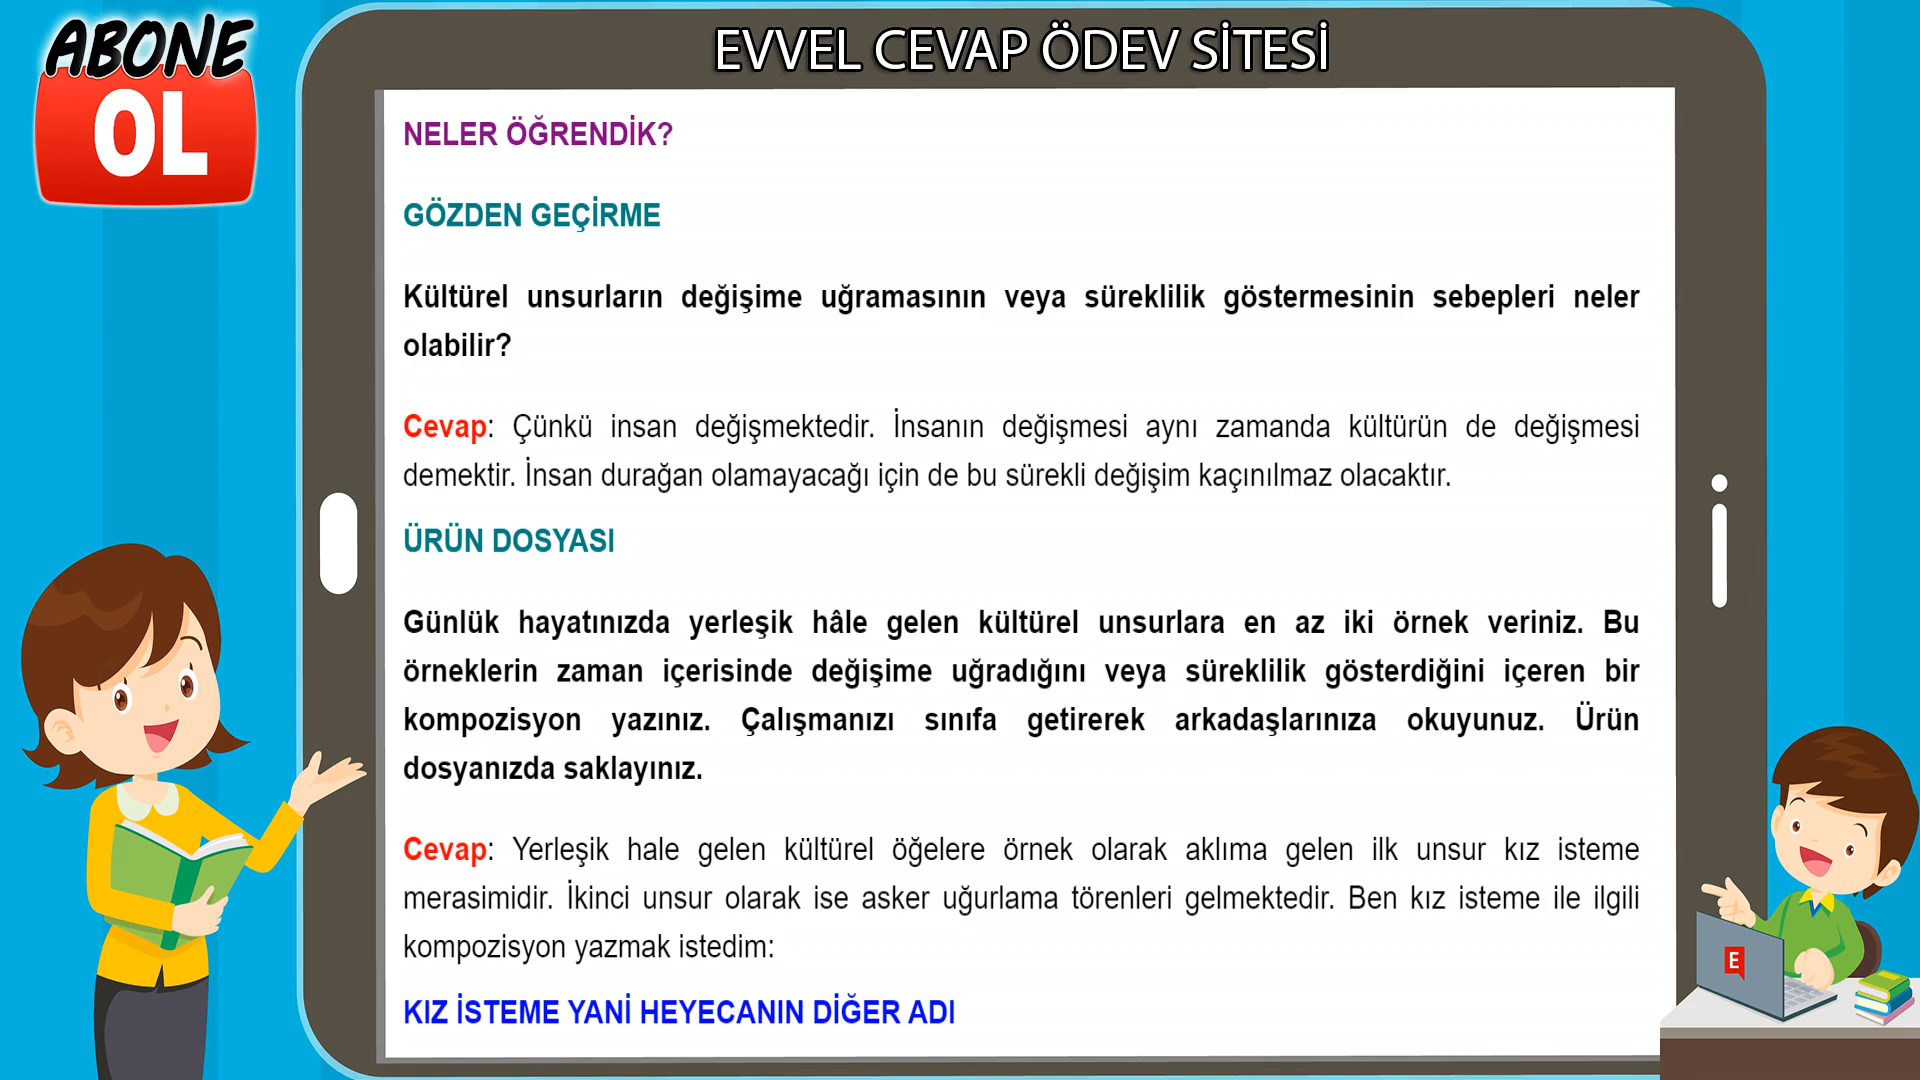 ABONE
OL
EVVEL CEVAP ÖDEV SİTESİ
NELER ÖĞRENDİK?
GÖZDEN GEÇİRME
Kültürel unsurların değişime uğramasının veya süreklilik göstermesinin sebepleri neler
olabilir?
Cevap: Çünkü insan değişmektedir. İnsanın değişmesi aynı zamanda kültürün de değişmesi
demektir. İnsan durağan olamayacağı için de bu sürekli değişim kaçınılmaz olacaktır.
ÜRÜN DOSYASI
Günlük hayatınızda yerleşik hâle gelen kültürel unsurlara en az iki örnek veriniz. Bu
örneklerin zaman içerisinde değişime uğradığını veya süreklilik gösterdiğini içeren bir
kompozisyon yazınız. Çalışmanızı sınıfa getirerek arkadaşlarınıza okuyunuz. Ürün
dosyanızda saklayınız.
Cevap: Yerleşik hale gelen kültürel öğelere örnek olarak aklıma gelen ilk unsur kız isteme
merasimidir. İkinci unsur olarak ise asker uğurlama törenleri gelmektedir. Ben kız isteme ile ilgili
kompozisyon yazmak istedim:
KIZ İSTEME YANİ HEYECANIN DİĞER ADI
E